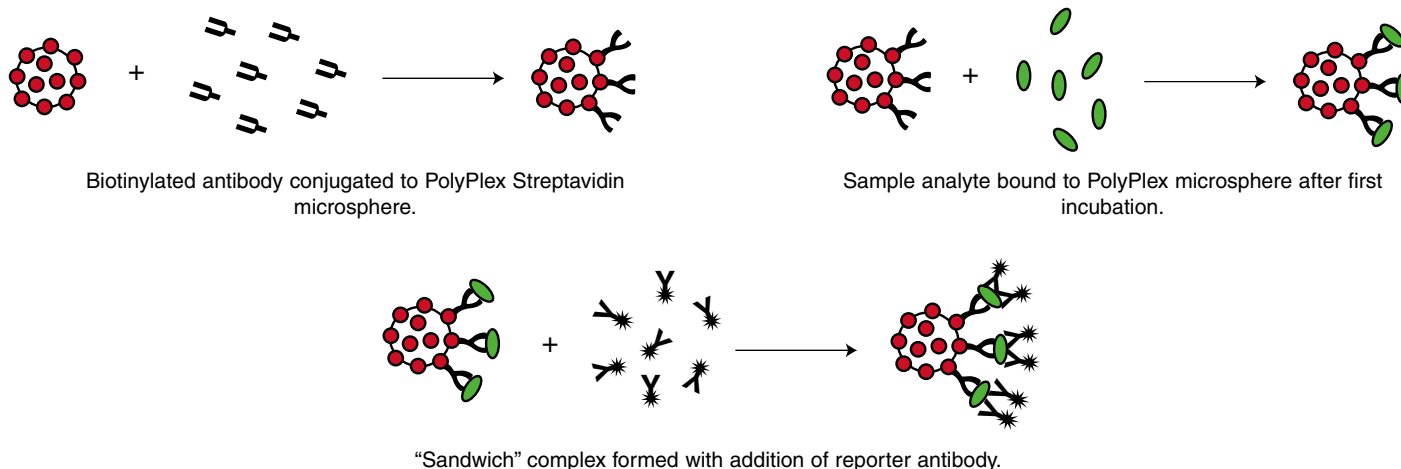 +
Biotinylated antibody conjugated to PolyPlex Streptavidin
microsphere.
+
Sample analyte bound to PolyPlex microsphere after first
incubation.
+
“Sandwich” complex formed with addition of reporter antibody.